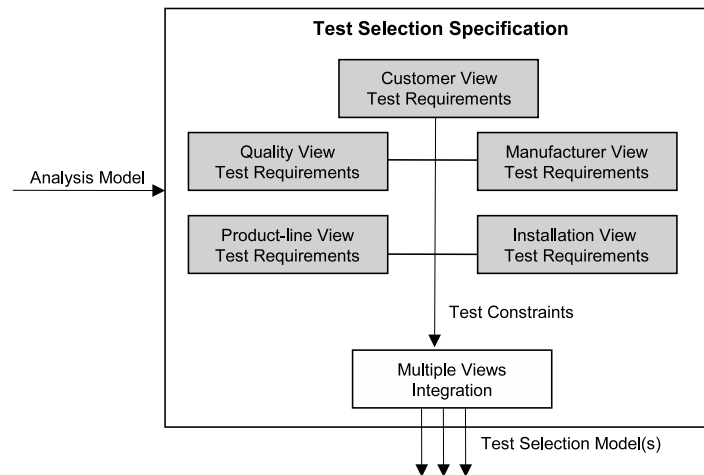 Test Selection Specification
Customer View
Test Requirements
Quality View
Test Requirements
Manufacturer View
Test Requirements
Analysis Model
Product-line View
Test Requirements
Installation View
Test Requirements
Test Constraints
Multiple Views
Integration
Test Selection Model(s)